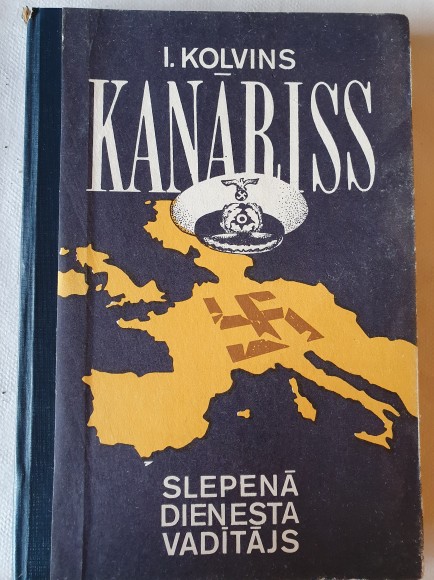 I. KOLVINS
KANĀRISS
SLEPENĀ
DIENESTA
VADĪTĀJS